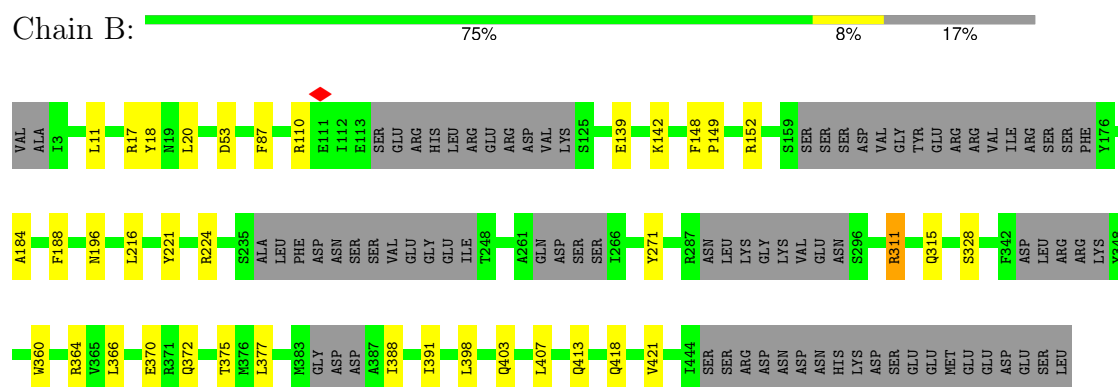 Chain B:
75% 8% 17%
VAL ALA I3 L11 R17 Y18 N19 L20 D53 F87 R110 E111 I112 E113 SER GLU ARG HIS LEU ARG GLU ARG ASP VAL LYS S125 E139 K142 F148 P149 R152 S159 SER SER SER ASP VAL GLY TYR GLU ARG ARG VAL ILE ARG SER SER PHE Y176
A184 F188 N196 L216 Y221 R224 S235 ALA LEU PHE ASP ASN SER SER VAL GLU GLY GLU ILE T248 A261 GLN ASP SER SER I266 Y271 R287 ASN LEU LYS GLY LYS VAL GLU ASN S296 R311 Q315 S328 F342 ASP LEU ARG ARG LYS Y348
W360 R364 V365 L366 E370 R371 Q372 T375 M376 L377 M383 GLY ASP ASP A387 I388 I391 L398 Q403 L407 Q413 Q418 V421 I444 SER SER ARG ASP ASP ASN HIS LYS ASP SER GLU GLU MET GLU GLU ASP GLU SER LEU